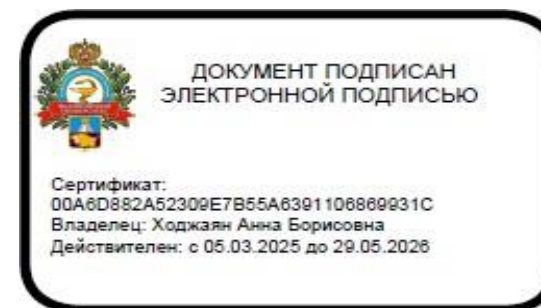 ДОКУМЕНТ ПОДПИСАН
ЭЛЕКТРОННОЙ ПОДПИСЬЮ
Сертификат:
00A6D882A52309E7B55A6391106869931C
Владелец: Ходжаян Анна Борисовна
Действителен: с 05.03.2025 до 29.05.2026